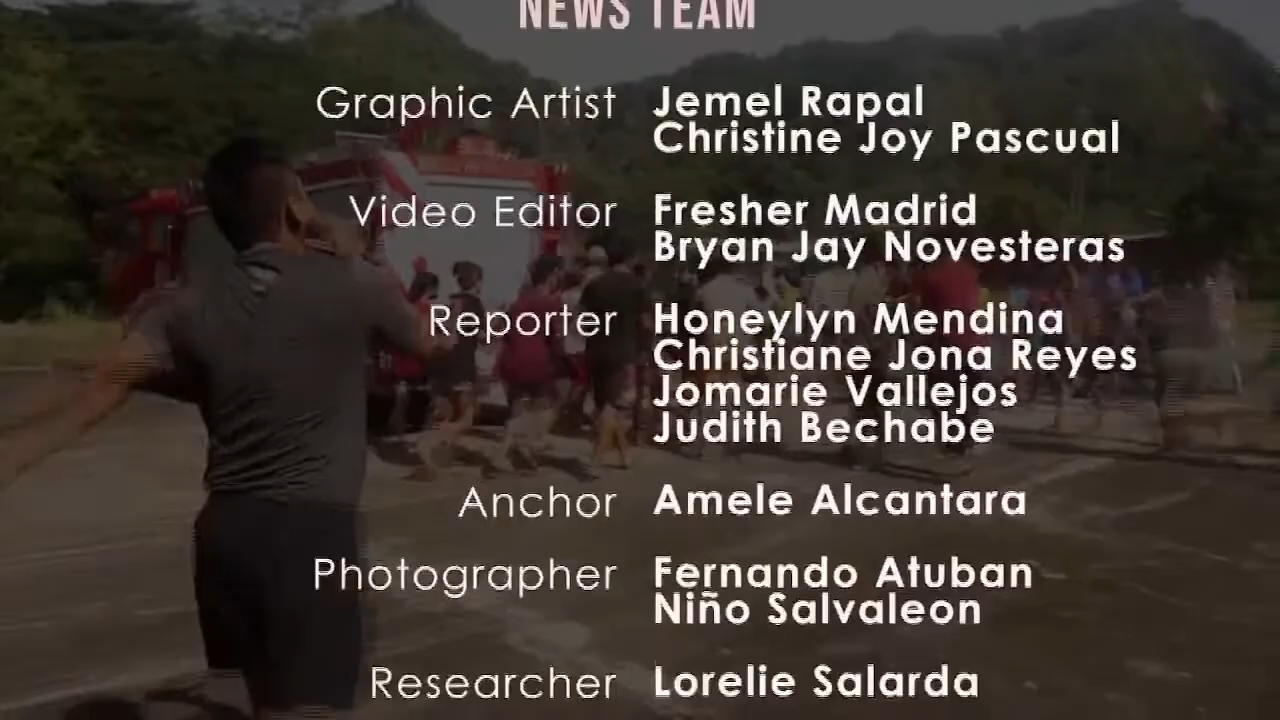 NEWS TEAM
Graphic Artist Jemel Rapal
Christine Joy Pascual
Video Editor Fresher Madrid
Bryan Jay Novesteras
Reporter Honeylyn Mendina
Christiane Jona Reyes
Jomarie Vallejos
Judith Bechabe
Anchor Amele Alcantara
Photographer Fernando Atuban
Niño Salvaleon
Researcher Lorelie Salarda